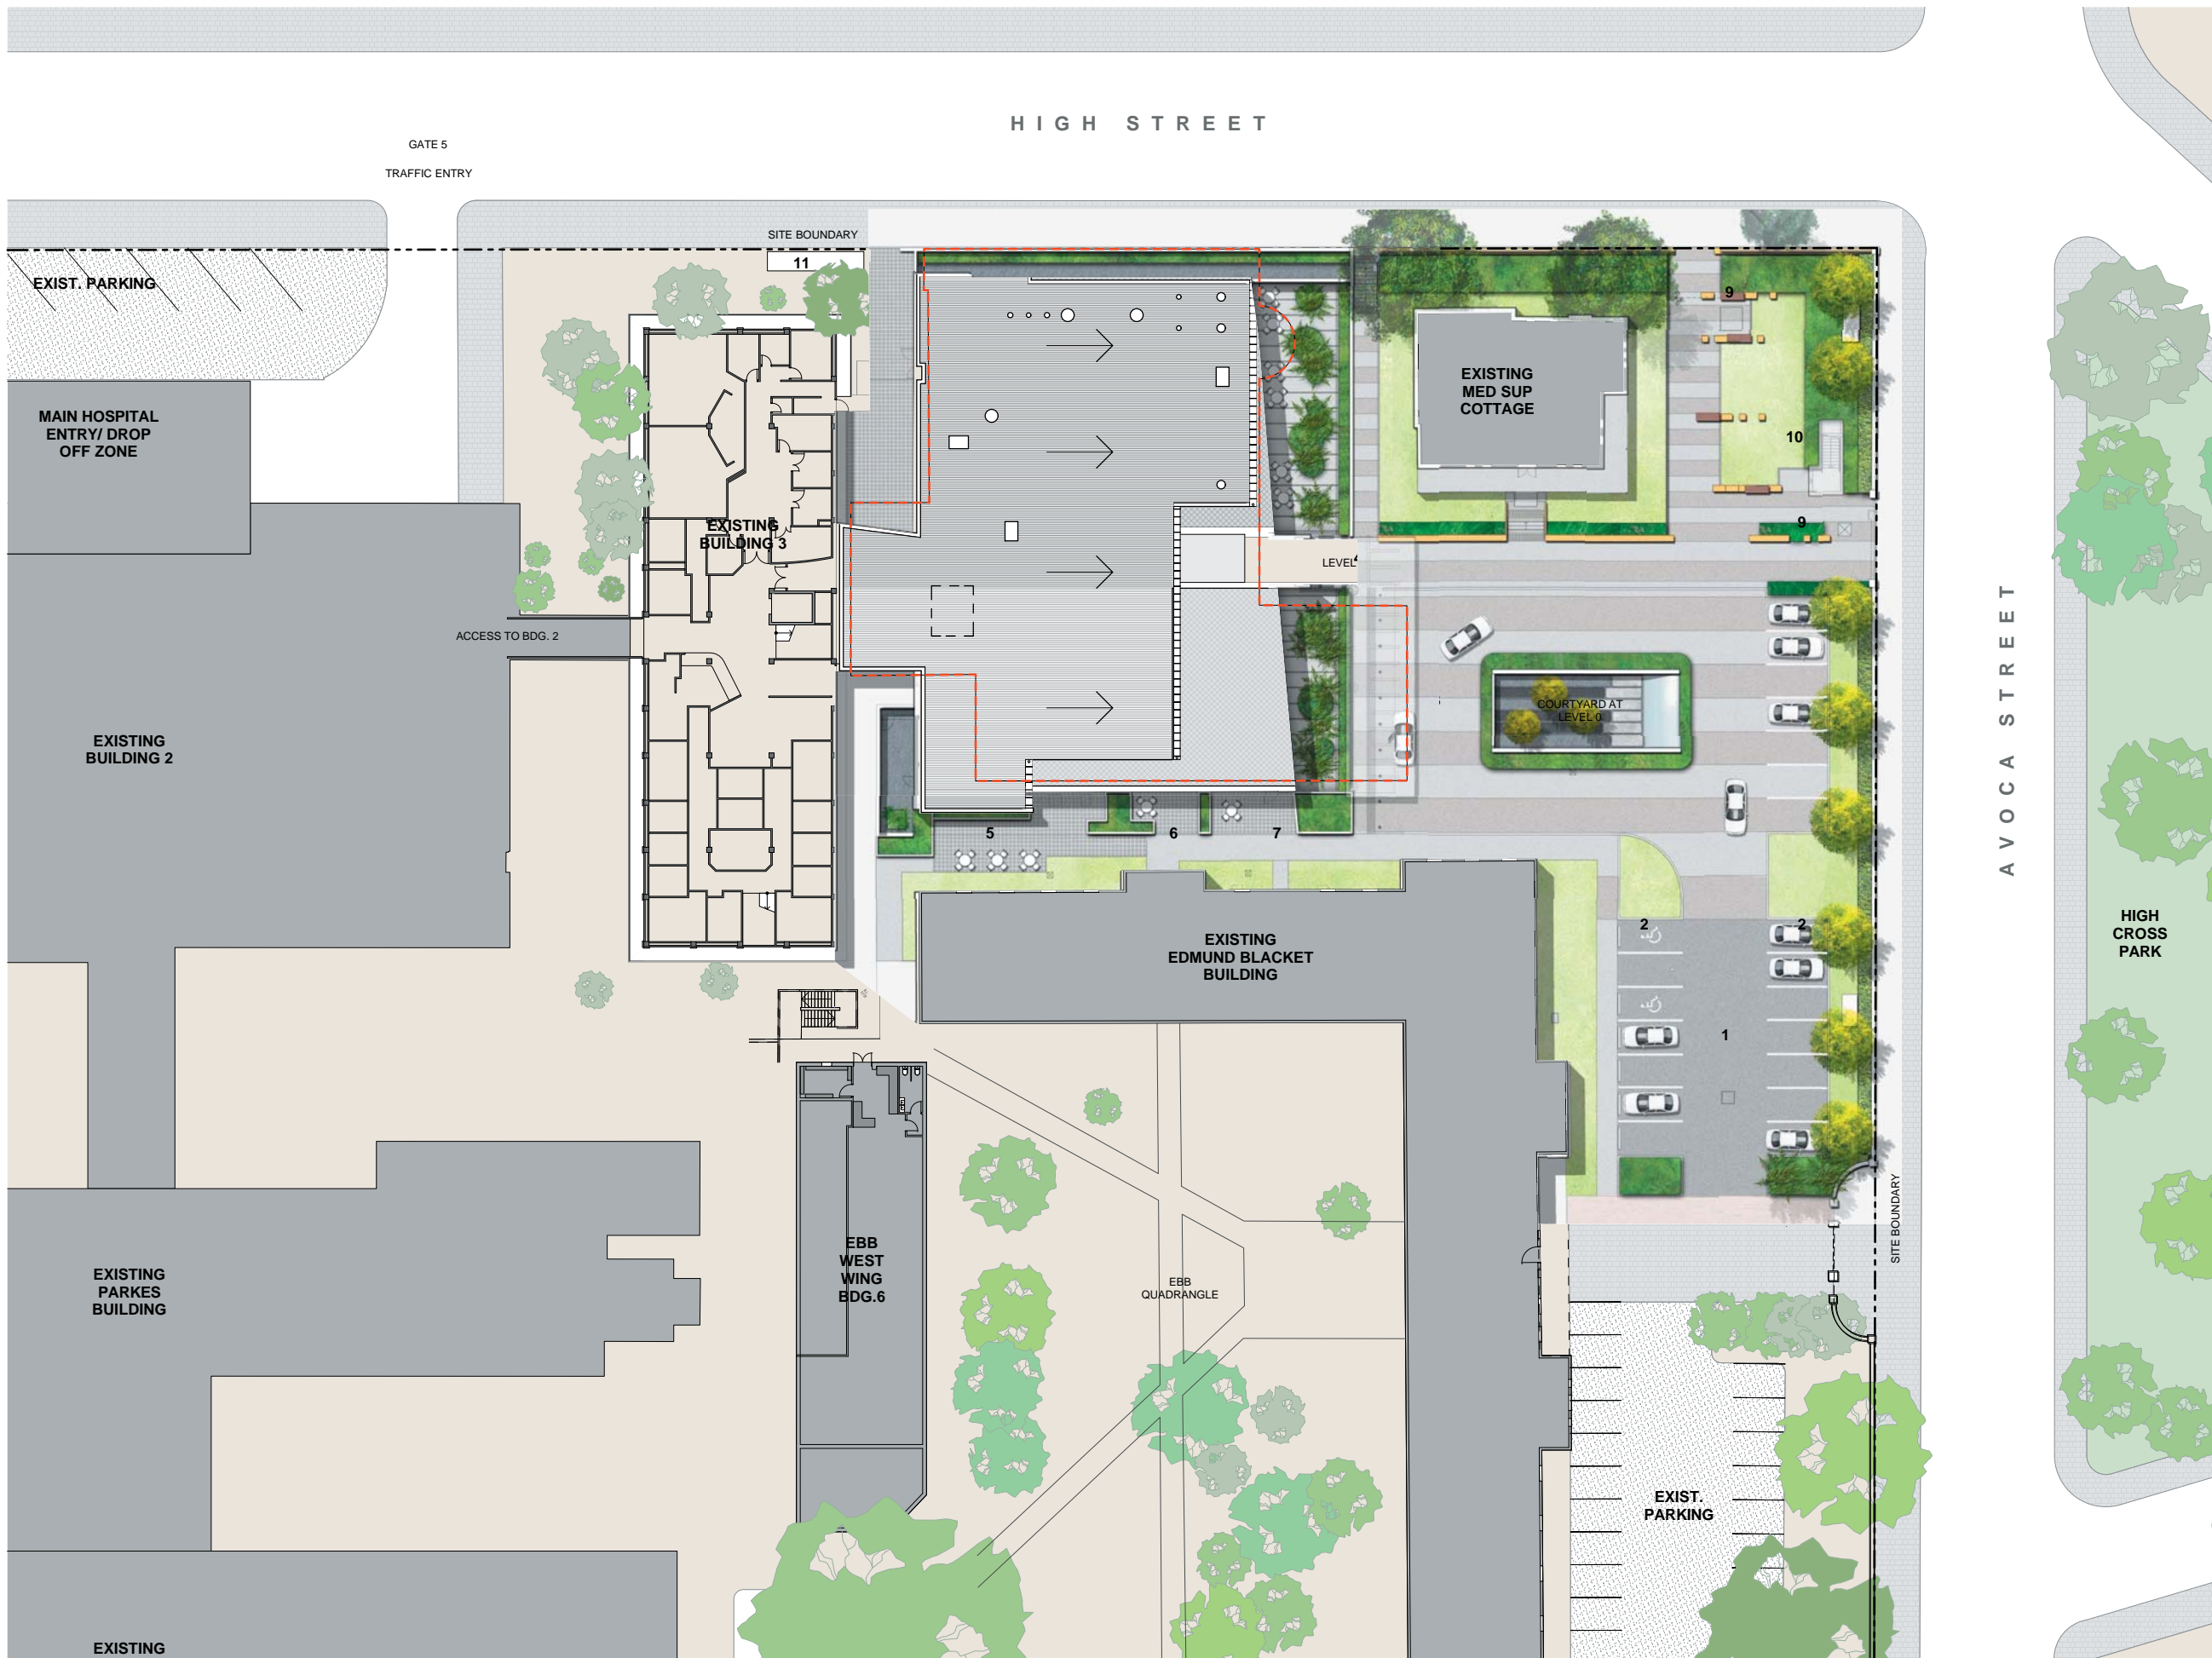 HIGH STREET
GATE 5
TRAFFIC ENTRY
SITE BOUNDARY
11
EXIST. PARKING
9
MAIN HOSPITAL
ENTRY/ DROP
OFF ZONE
EXISTING
MED SUP
COTTAGE
10
EXISTING
BUILDING 3
9
LEVEL
ACCESS TO BDG. 2
AVOCA STREET
COURTYARD AT
LEVEL 0
EXISTING
BUILDING 2
5
6
7
2
2
HIGH
CROSS
PARK
EXISTING
EDMUND BLACKET
BUILDING
1
SITE BOUNDARY
EBB
WEST
WING
BDG.6
EBB
QUADRANGLE
EXISTING
PARKES
BUILDING
EXIST.
PARKING
EXISTING